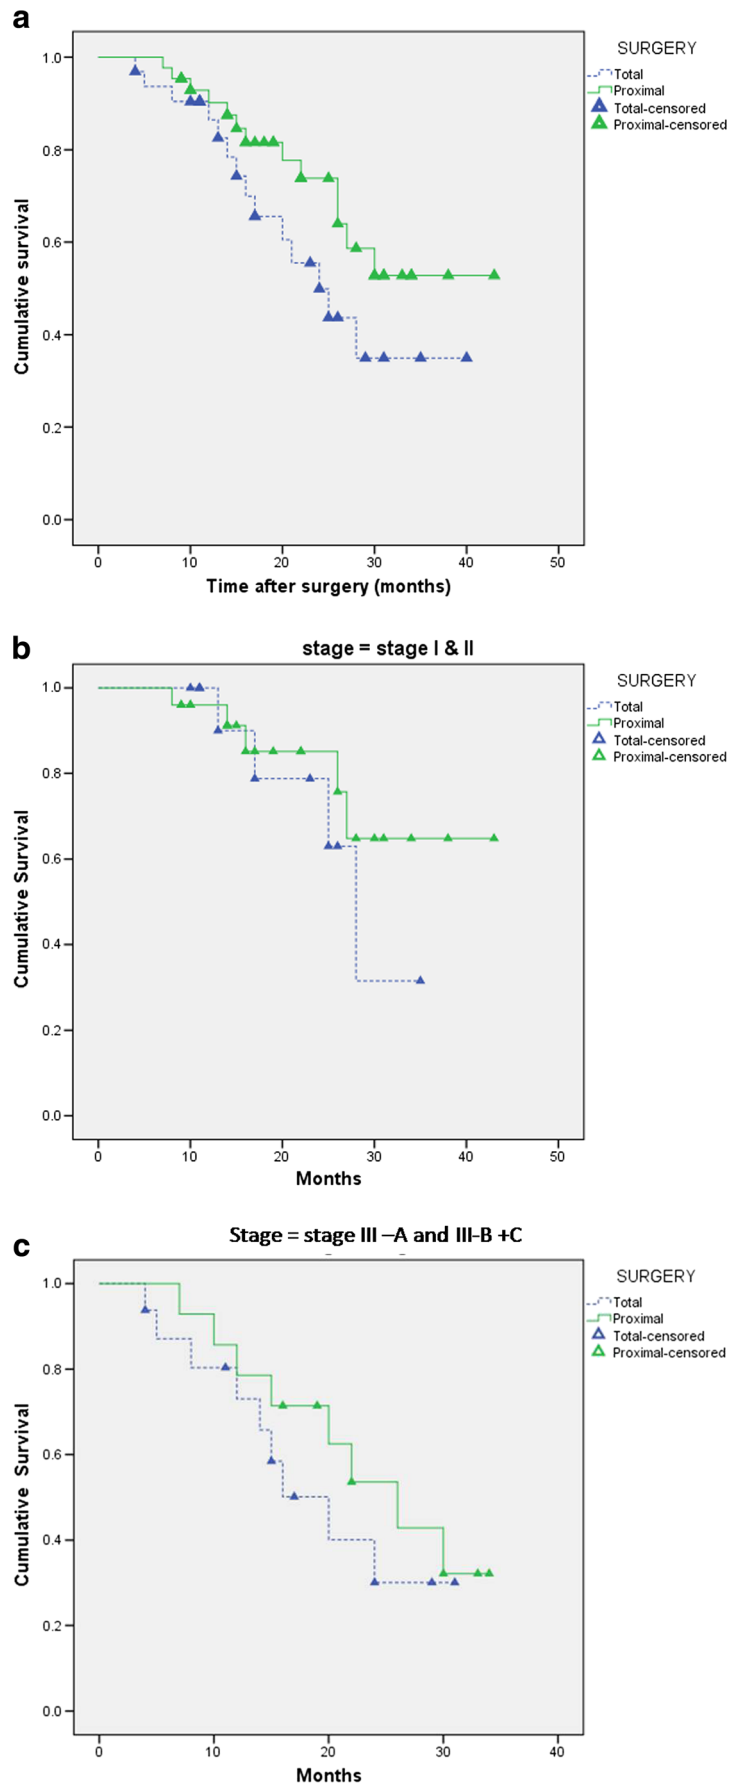 a
SURGERY
Total
Proximal
Total-censored
Proximal-censored
1.0
0.8
0.6
0.4
0.2
0.0
Cumulative survival
0 10 20 30 40 50
Time after surgery (months)
b
stage = stage I & II
SURGERY
Total
Proximal
Total-censored
Proximal-censored
1.0
0.8
0.6
0.4
0.2
0.0
Cumulative Survival
0 10 20 30 40 50
Months
c
Stage = stage III –A and III-B +C
SURGERY
Total
Proximal
Total-censored
Proximal-censored
1.0
0.8
0.6
0.4
0.2
0.0
Cumulative Survival
0 10 20 30 40
Months